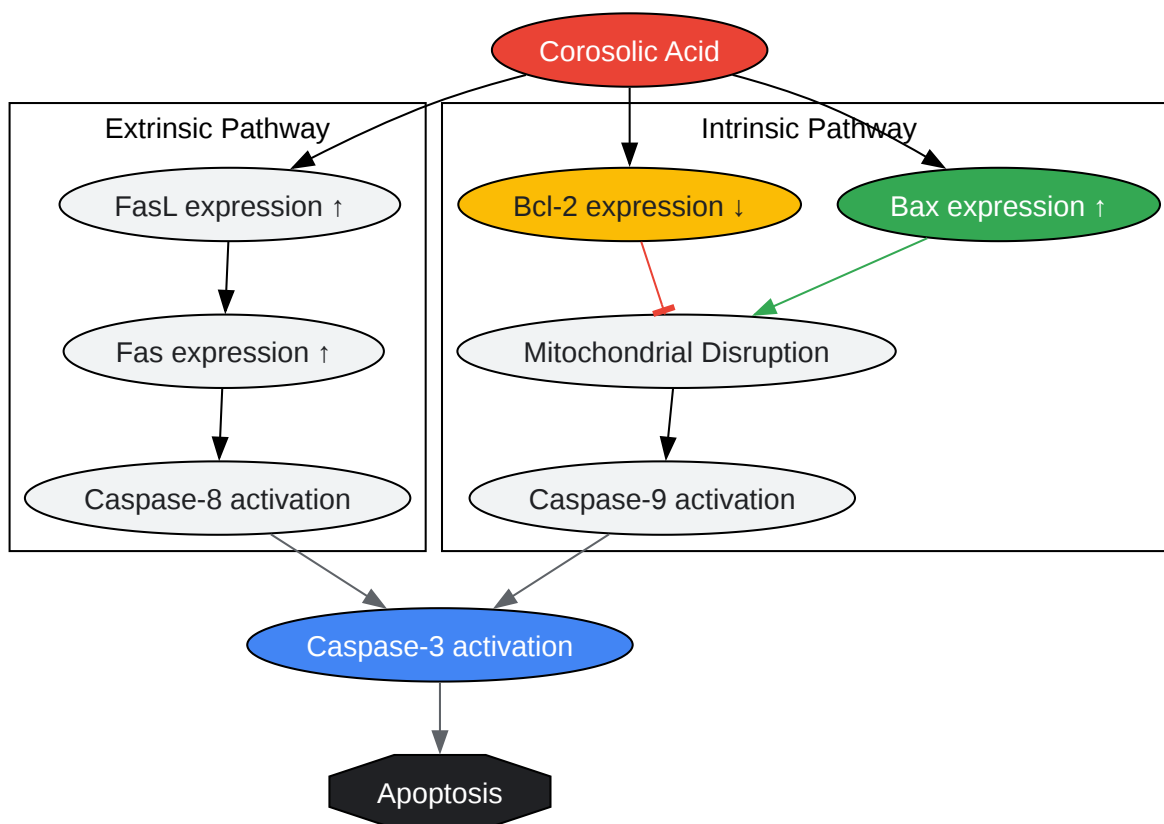 Corosolic Acid
Extrinsic Pathway
Intrinsic Pathway
FasL expression ↑
Bcl-2 expression ↓
Bax expression ↑
Fas expression ↑
Mitochondrial Disruption
Caspase-8 activation
Caspase-9 activation
Caspase-3 activation
Apoptosis